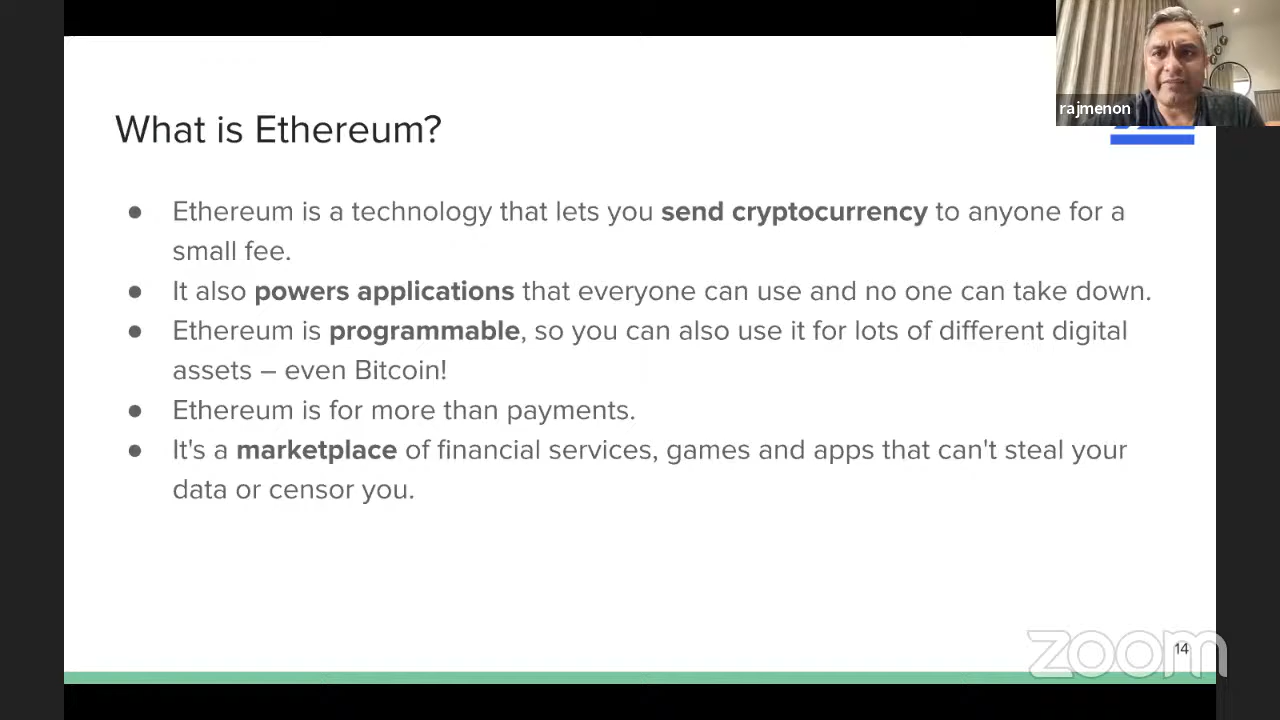 rajmenon
What is Ethereum?
● Ethereum is a technology that lets you send cryptocurrency to anyone for a
small fee.
● It also powers applications that everyone can use and no one can take down.
● Ethereum is programmable, so you can also use it for lots of different digital
assets – even Bitcoin!
● Ethereum is for more than payments.
● It's a marketplace of financial services, games and apps that can't steal your
data or censor you.
zoom
14